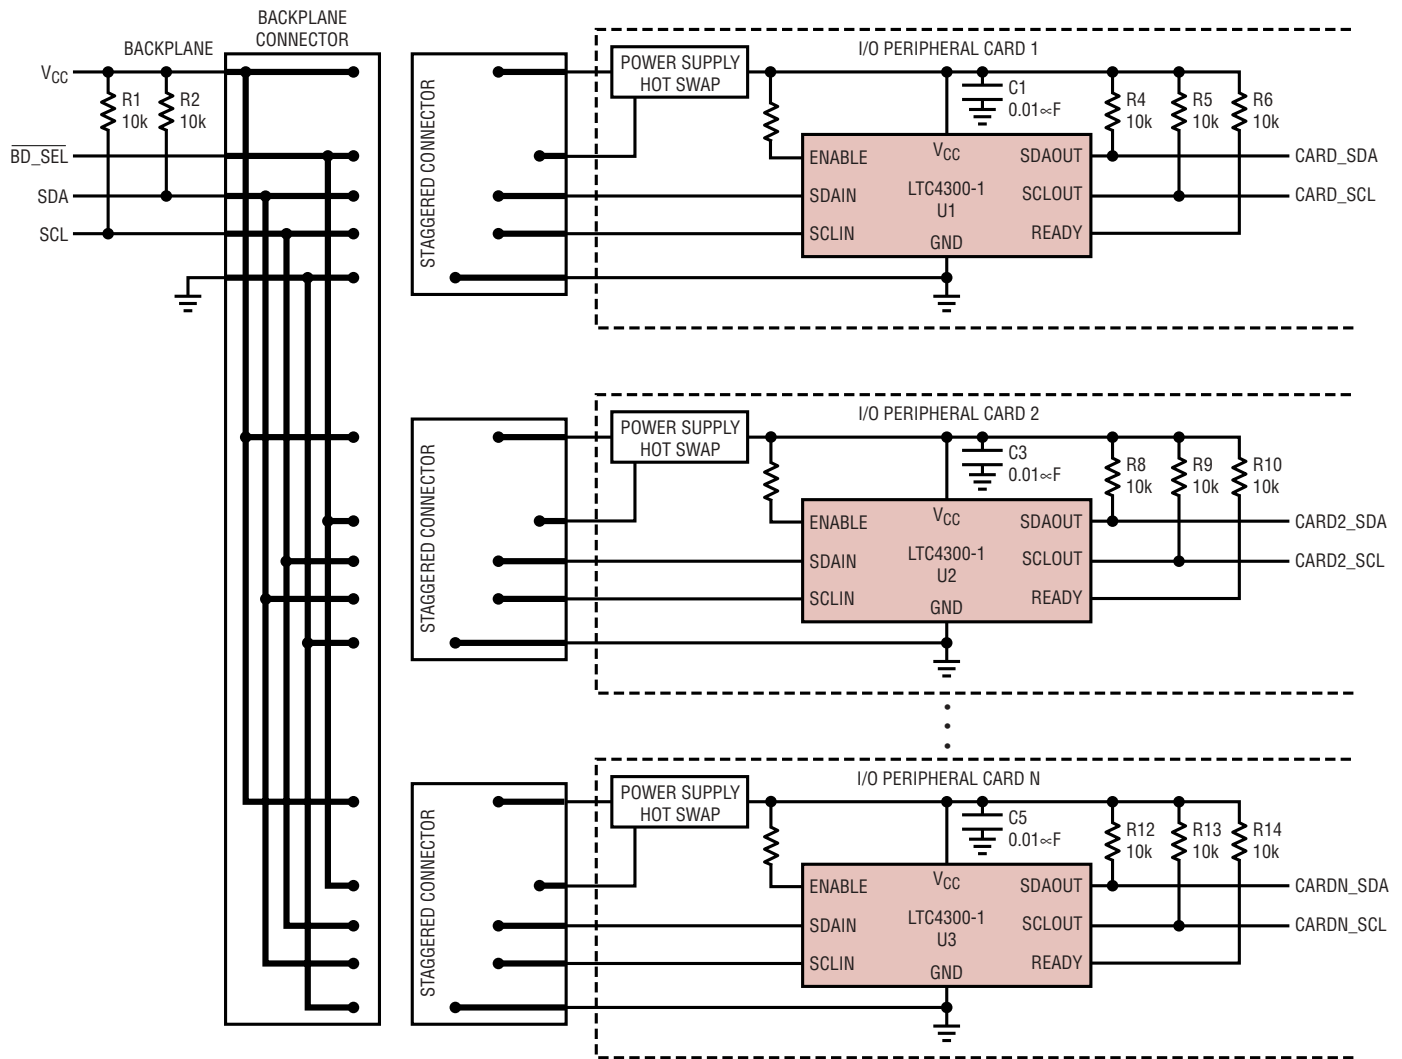 BACKPLANE
CONNECTOR
BACKPLANE
VCC
R1
10k
R2
10k
BD_SEL
SDA
SCL
STAGGERED CONNECTOR
POWER SUPPLY
HOT SWAP
I/O PERIPHERAL CARD 1
C1
0.01∝F
R4
10k
R5
10k
R6
10k
ENABLE
VCC
SDAOUT
CARD_SDA
SDAIN
LTC4300-1
U1
SCLOUT
CARD_SCL
SCLIN
GND
READY
STAGGERED CONNECTOR
POWER SUPPLY
HOT SWAP
I/O PERIPHERAL CARD 2
C3
0.01∝F
R8
10k
R9
10k
R10
10k
ENABLE
VCC
SDAOUT
CARD2_SDA
SDAIN
LTC4300-1
U2
SCLOUT
CARD2_SCL
SCLIN
GND
READY
STAGGERED CONNECTOR
POWER SUPPLY
HOT SWAP
I/O PERIPHERAL CARD N
C5
0.01∝F
R12
10k
R13
10k
R14
10k
ENABLE
VCC
SDAOUT
CARDN_SDA
SDAIN
LTC4300-1
U3
SCLOUT
CARDN_SCL
SCLIN
GND
READY